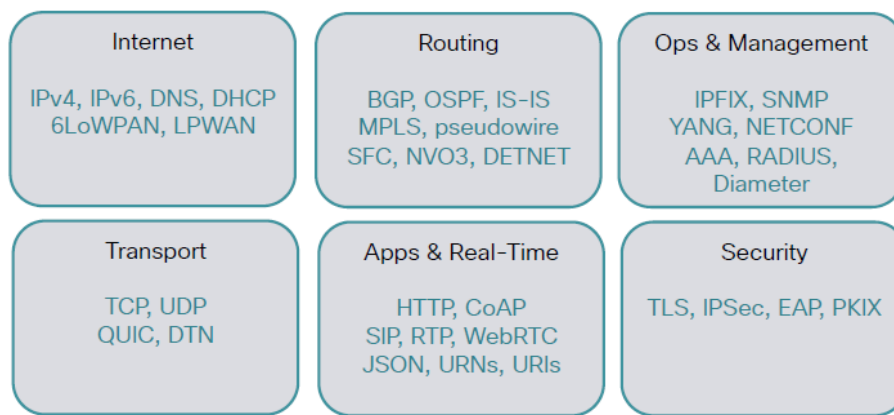 Internet
IPv4, IPv6, DNS, DHCP
6LoWPAN, LPWAN
Routing
BGP, OSPF, IS-IS
MPLS, pseudowire
SFC, NVO3, DETNET
Ops & Management
IPFIX, SNMP
YANG, NETCONF
AAA, RADIUS,
Diameter
Transport
TCP, UDP
QUIC, DTN
Apps & Real-Time
HTTP, CoAP
SIP, RTP, WebRTC
JSON, URNs, URIs
Security
TLS, IPSec, EAP, PKIX